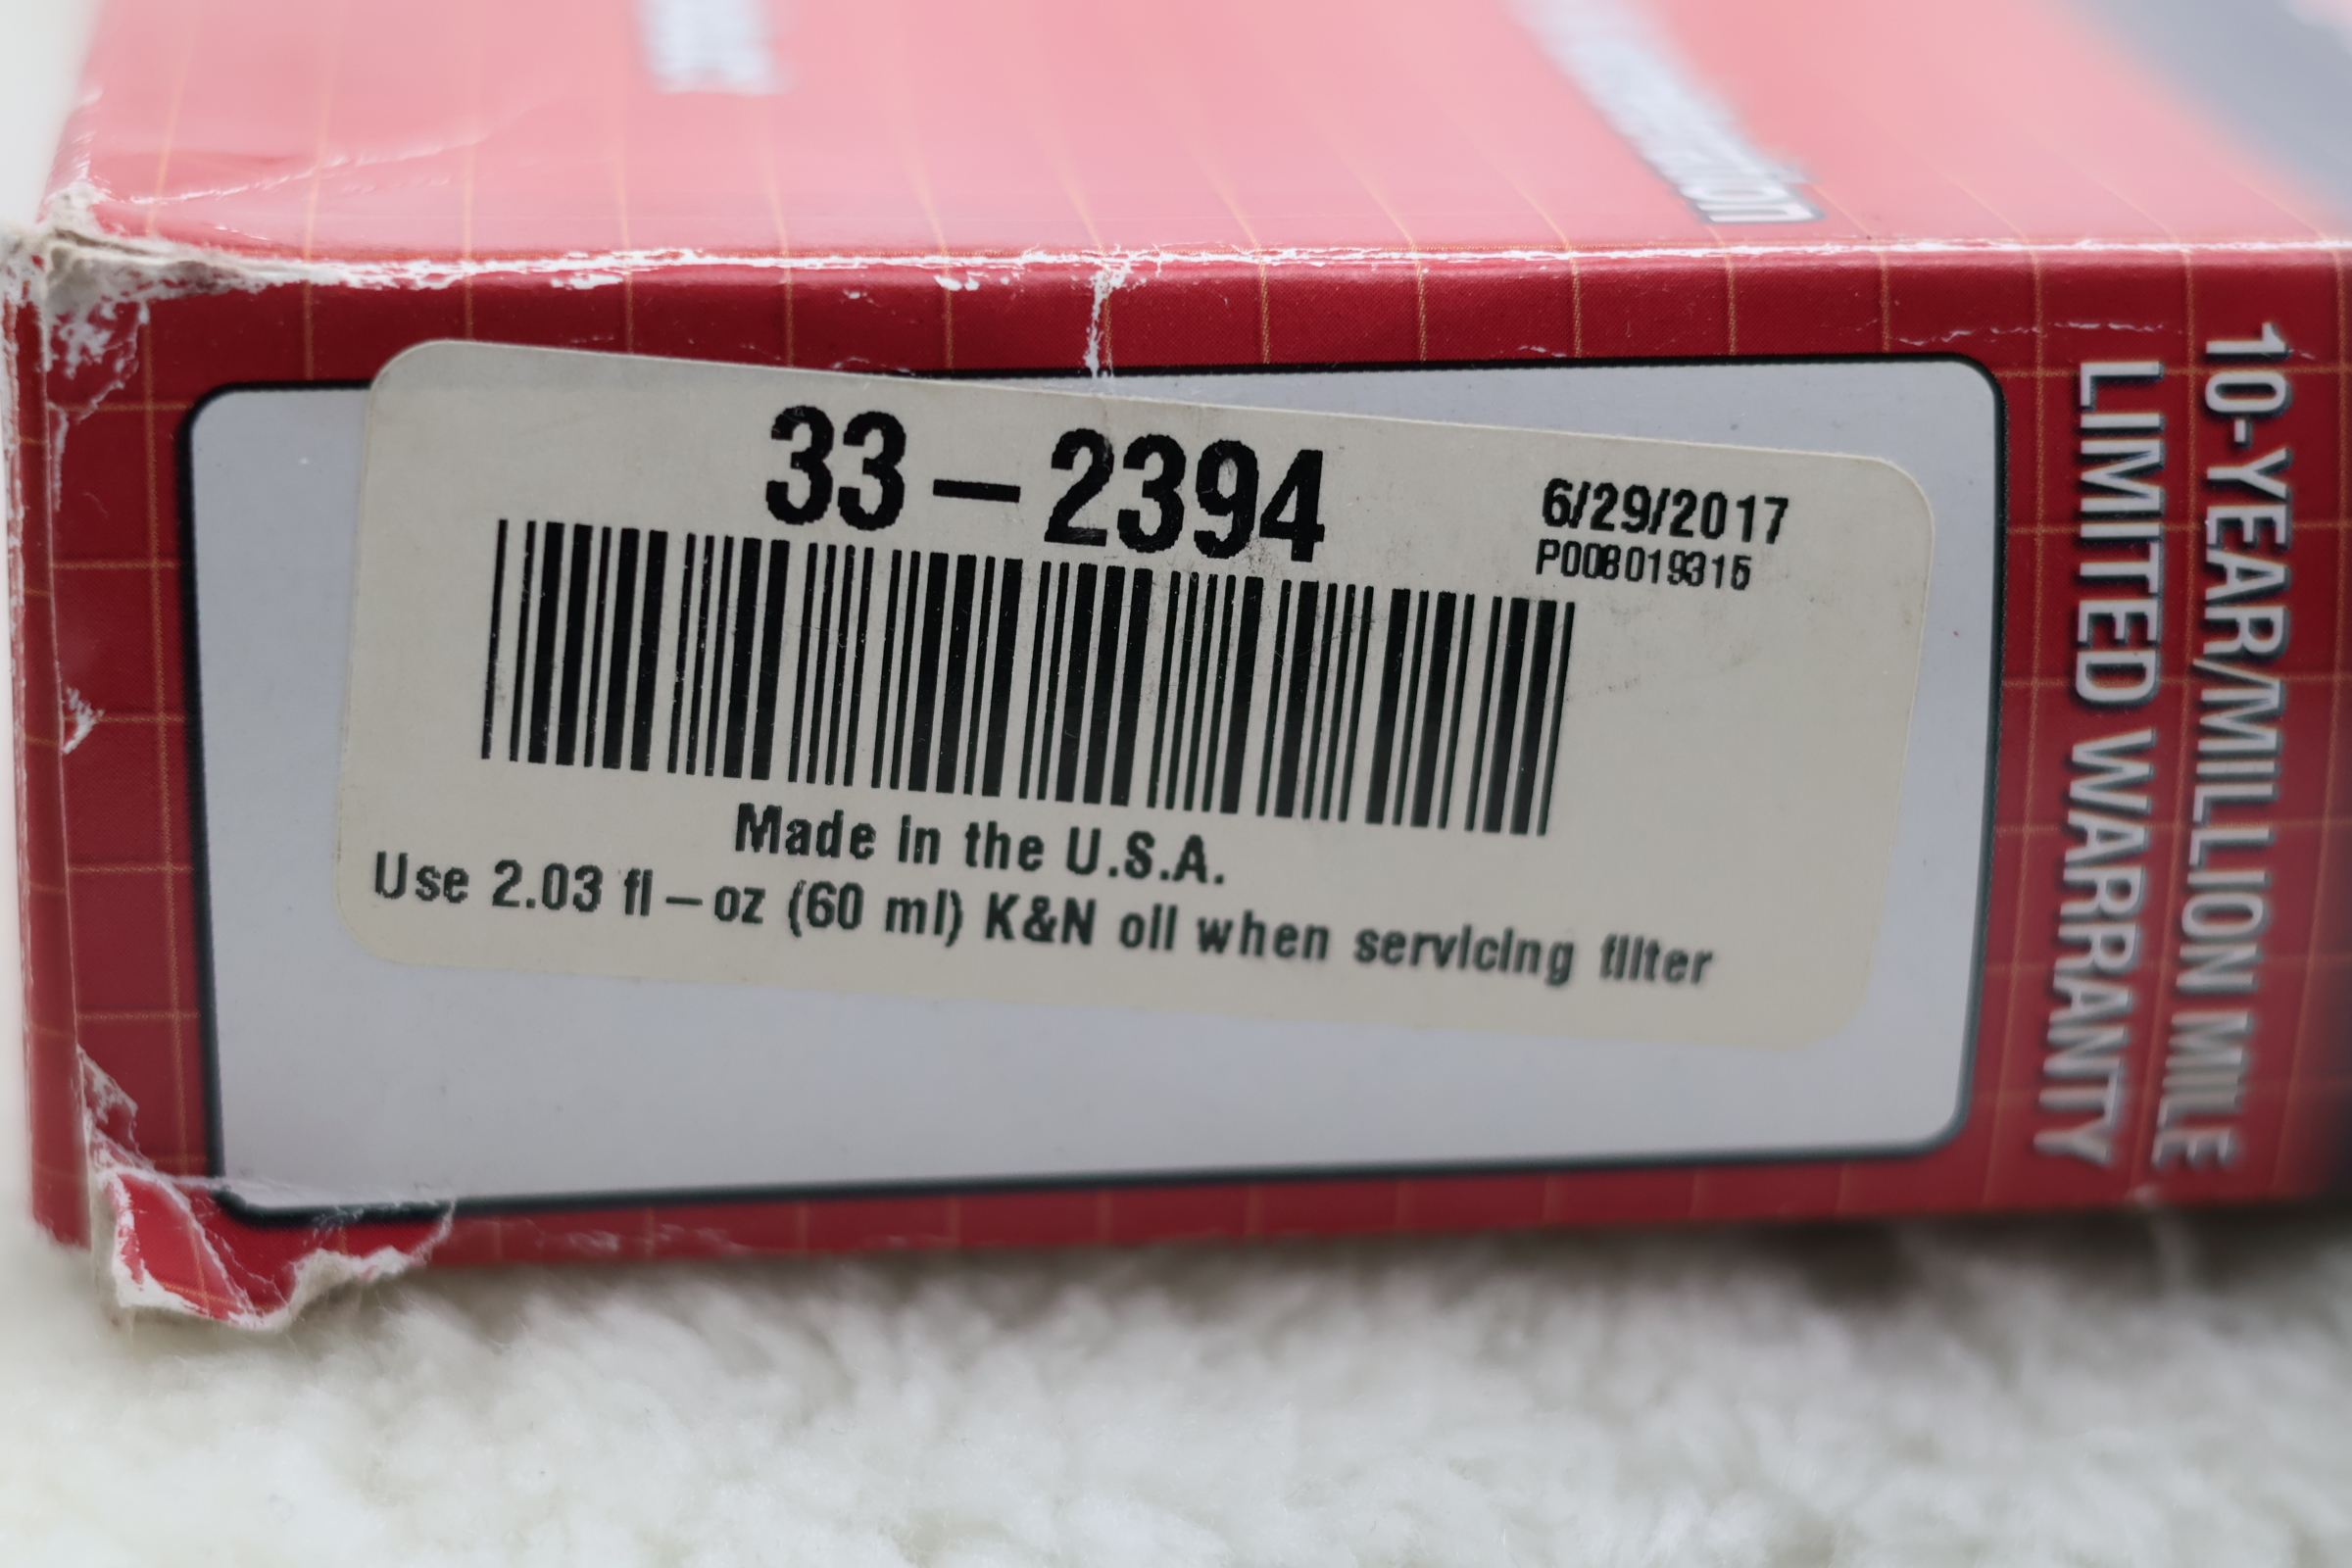 33-2394
6/29/2017
P008019315
Made in the U.S.A.
Use 2.03 fl-oz (60 ml) K&N oil when servicing filter
10-YEAR/MILLION MILE
LIMITED WARRANTY